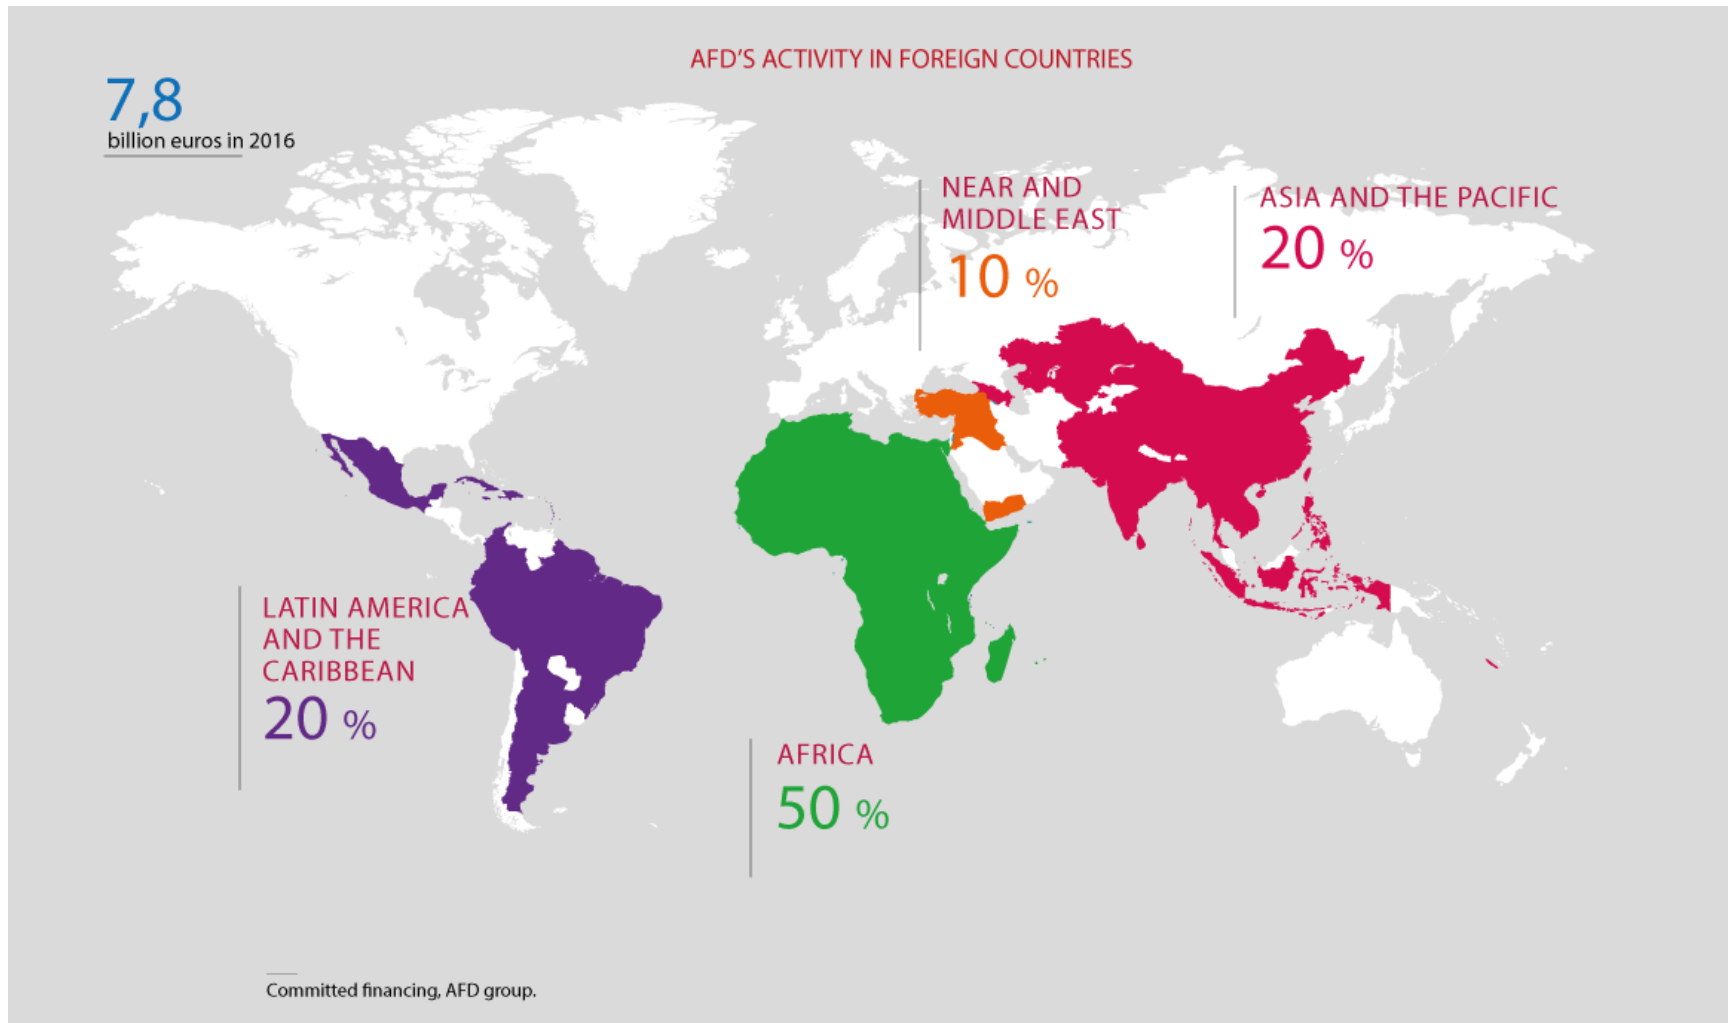 AFD'S ACTIVITY IN FOREIGN COUNTRIES
7,8
billion euros in 2016
NEAR AND
MIDDLE EAST
10 %
ASIA AND THE PACIFIC
20 %
LATIN AMERICA
AND THE
CARIBBEAN
20 %
AFRICA
50 %
Committed financing, AFD group.